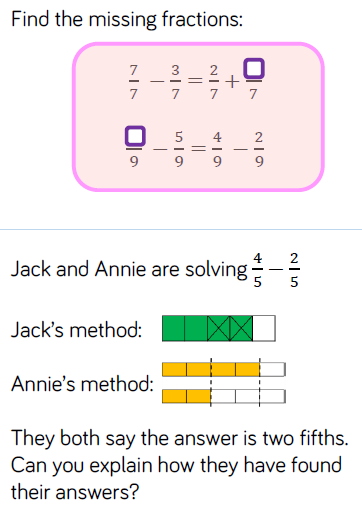 Find the missing fractions:
7/7 − 3/7 = 2/7 + □/7
□/9 − 5/9 = 4/9 − 2/9
Jack and Annie are solving 4/5 − 2/5
Jack's method:
Annie's method:
They both say the answer is two fifths.
Can you explain how they have found
their answers?